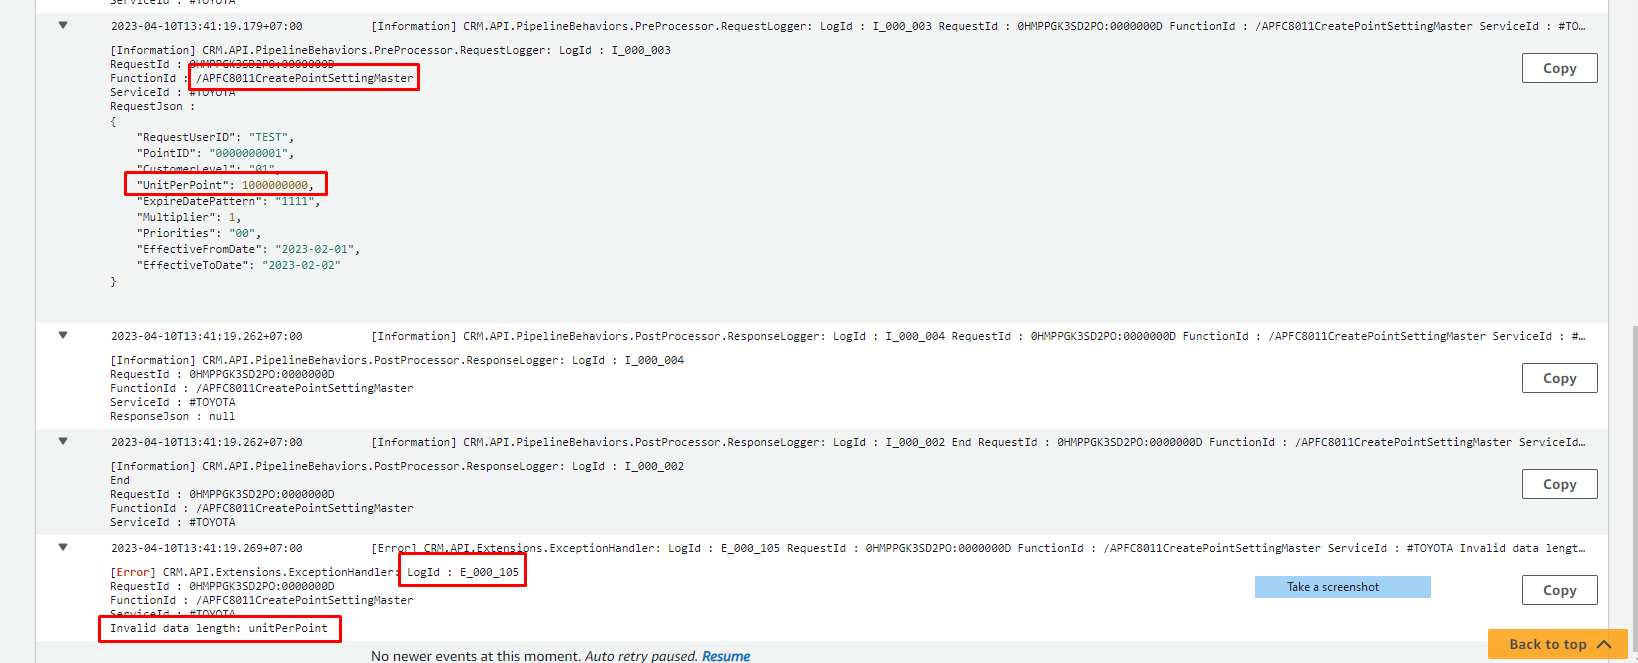 ServiceId : #TOYOTA
2023-04-10T13:41:19.179+07:00 [Information] CRM.API.PipelineBehaviors.PreProcessor.RequestLogger: LogId : I_000_003 RequestId : 0HMPPGK3SD2PO:0000000D FunctionId : /APFC8011CreatePointSettingMaster ServiceId : #TO…
[Information] CRM.API.PipelineBehaviors.PreProcessor.RequestLogger: LogId : I_000_003
RequestId : 0HMPPGK3SD2PO:0000000D
Copy
FunctionId : /APFC8011CreatePointSettingMaster
ServiceId : #TOYOTA
RequestJson :
{
"RequestUserID": "TEST",
"PointID": "0000000001",
"CustomerLevel": "01",
"UnitPerPoint": 1000000000,
"ExpireDatePattern": "1111",
"Multiplier": 1,
"Priorities": "00",
"EffectiveFromDate": "2023-02-01",
"EffectiveToDate": "2023-02-02"
}
2023-04-10T13:41:19.262+07:00 [Information] CRM.API.PipelineBehaviors.PostProcessor.ResponseLogger: LogId : I_000_004 RequestId : 0HMPPGK3SD2PO:0000000D FunctionId : /APFC8011CreatePointSettingMaster ServiceId : #…
[Information] CRM.API.PipelineBehaviors.PostProcessor.ResponseLogger: LogId : I_000_004
RequestId : 0HMPPGK3SD2PO:0000000D
Copy
FunctionId : /APFC8011CreatePointSettingMaster
ServiceId : #TOYOTA
ResponseJson : null
2023-04-10T13:41:19.262+07:00 [Information] CRM.API.PipelineBehaviors.PostProcessor.ResponseLogger: LogId : I_000_002 End RequestId : 0HMPPGK3SD2PO:0000000D FunctionId : /APFC8011CreatePointSettingMaster ServiceId…
[Information] CRM.API.PipelineBehaviors.PostProcessor.ResponseLogger: LogId : I_000_002
End
Copy
RequestId : 0HMPPGK3SD2PO:0000000D
FunctionId : /APFC8011CreatePointSettingMaster
ServiceId : #TOYOTA
2023-04-10T13:41:19.269+07:00 [Error] CRM.API.Extensions.ExceptionHandler: LogId : E_000_105 RequestId : 0HMPPGK3SD2PO:0000000D FunctionId : /APFC8011CreatePointSettingMaster ServiceId : #TOYOTA Invalid data lengt…
[Error] CRM.API.Extensions.ExceptionHandler: LogId : E_000_105
RequestId : 0HMPPGK3SD2PO:0000000D
Take a screenshot
Copy
FunctionId : /APFC8011CreatePointSettingMaster
ServiceId : #TOYOTA
Invalid data length: unitPerPoint
Back to top
No newer events at this moment. Auto retry paused. Resume